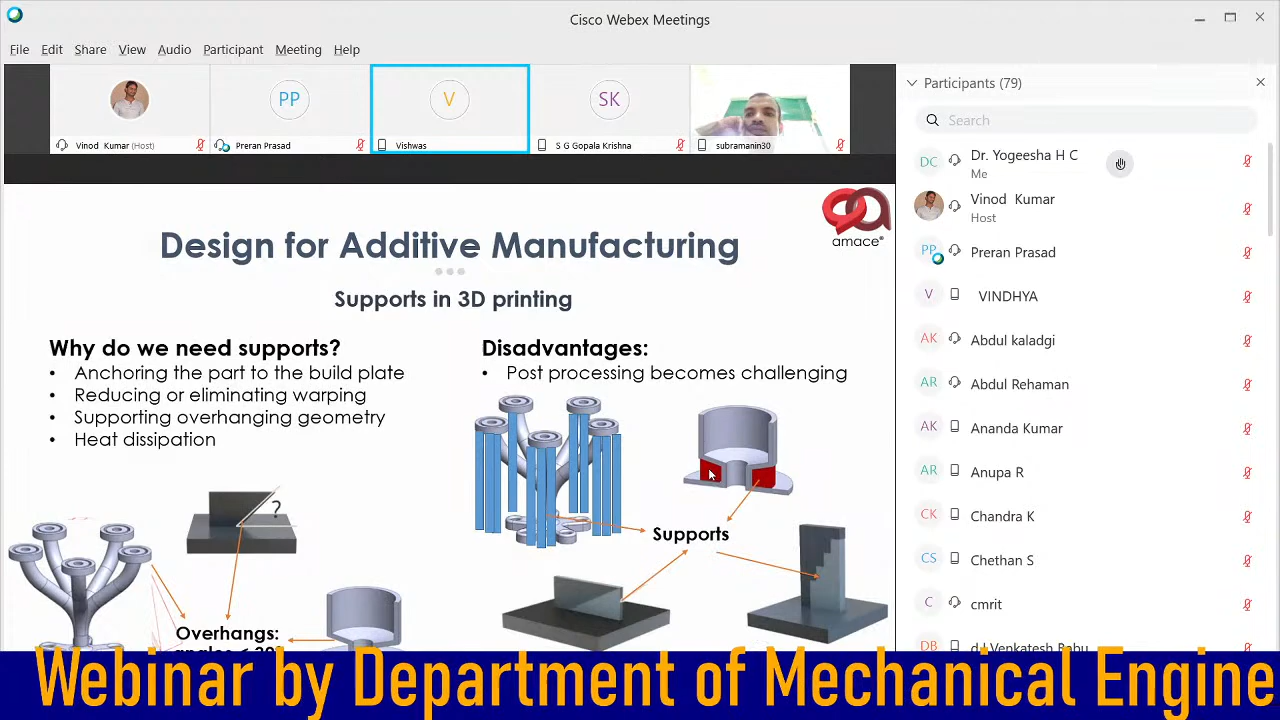 Cisco Webex Meetings
File Edit Share View Audio Participant Meeting Help
Vinod Kumar (Host)
PP
Preran Prasad
V
Vishwas
SK
S G Gopala Krishna
subramanin30
amace®
Design for Additive Manufacturing
Supports in 3D printing
Why do we need supports?
• Anchoring the part to the build plate
• Reducing or eliminating warping
• Supporting overhanging geometry
• Heat dissipation
?
Overhangs:
Disadvantages:
• Post processing becomes challenging
Supports
Participants (79)
Search
DC Dr. Yogeesha H C
Me
Vinod Kumar
Host
PP Preran Prasad
V VINDHYA
AK Abdul kaladgi
AR Abdul Rehaman
AK Ananda Kumar
AR Anupa R
CK Chandra K
CS Chethan S
C cmrit
DB
Webinar by Department of Mechanical Engine